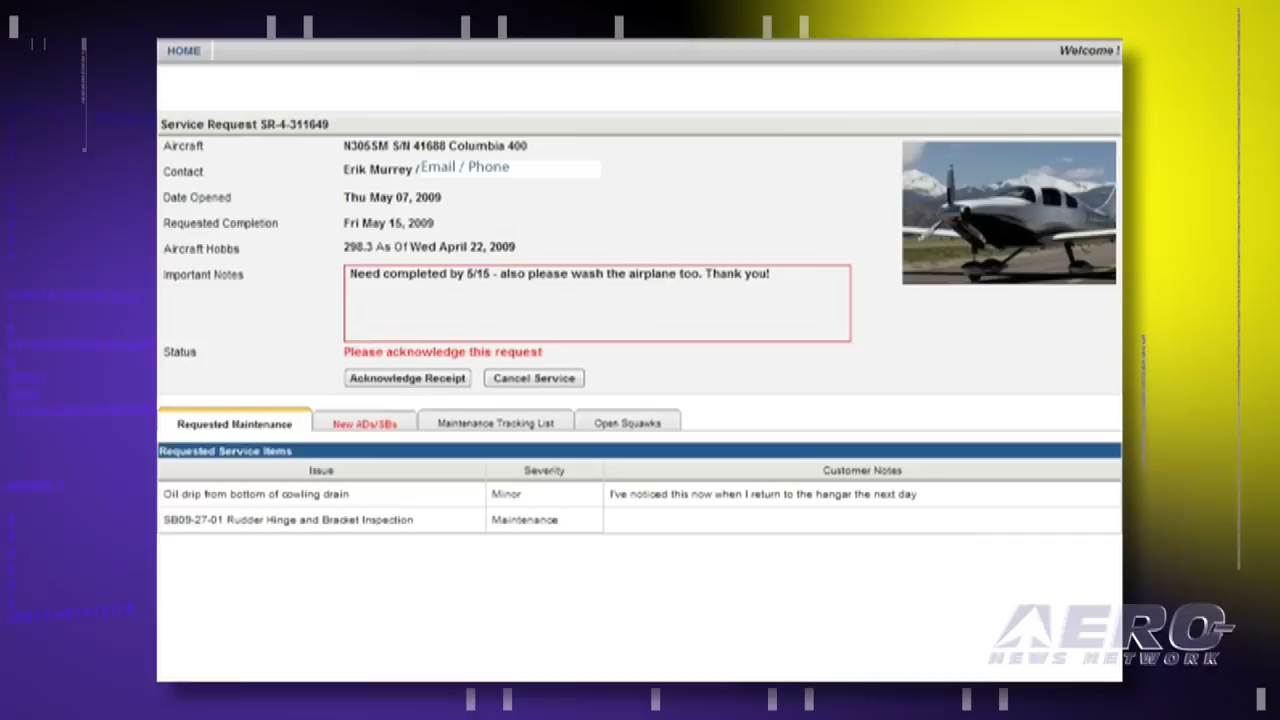 HOME
Welcome !
Service Request SR-4-311649
Aircraft N305SM S/N 41688 Columbia 400
Contact Erik Murrey / Email / Phone
Date Opened Thu May 07, 2009
Requested Completion Fri May 15, 2009
Aircraft Hobbs 298.3 As Of Wed April 22, 2009
Important Notes Need completed by 5/15 - also please wash the airplane too. Thank you!
Status Please acknowledge this request
Acknowledge Receipt Cancel Service
Requested Maintenance New ADs/SBs Maintenance Tracking List Open Squawks
Requested Service Items
Issue Severity Customer Notes
Oil drip from bottom of cowling drain Minor I've noticed this now when I return to the hangar the next day
SB09-27-01 Rudder Hinge and Bracket Inspection Maintenance
AERO-
NEWS NETWORK